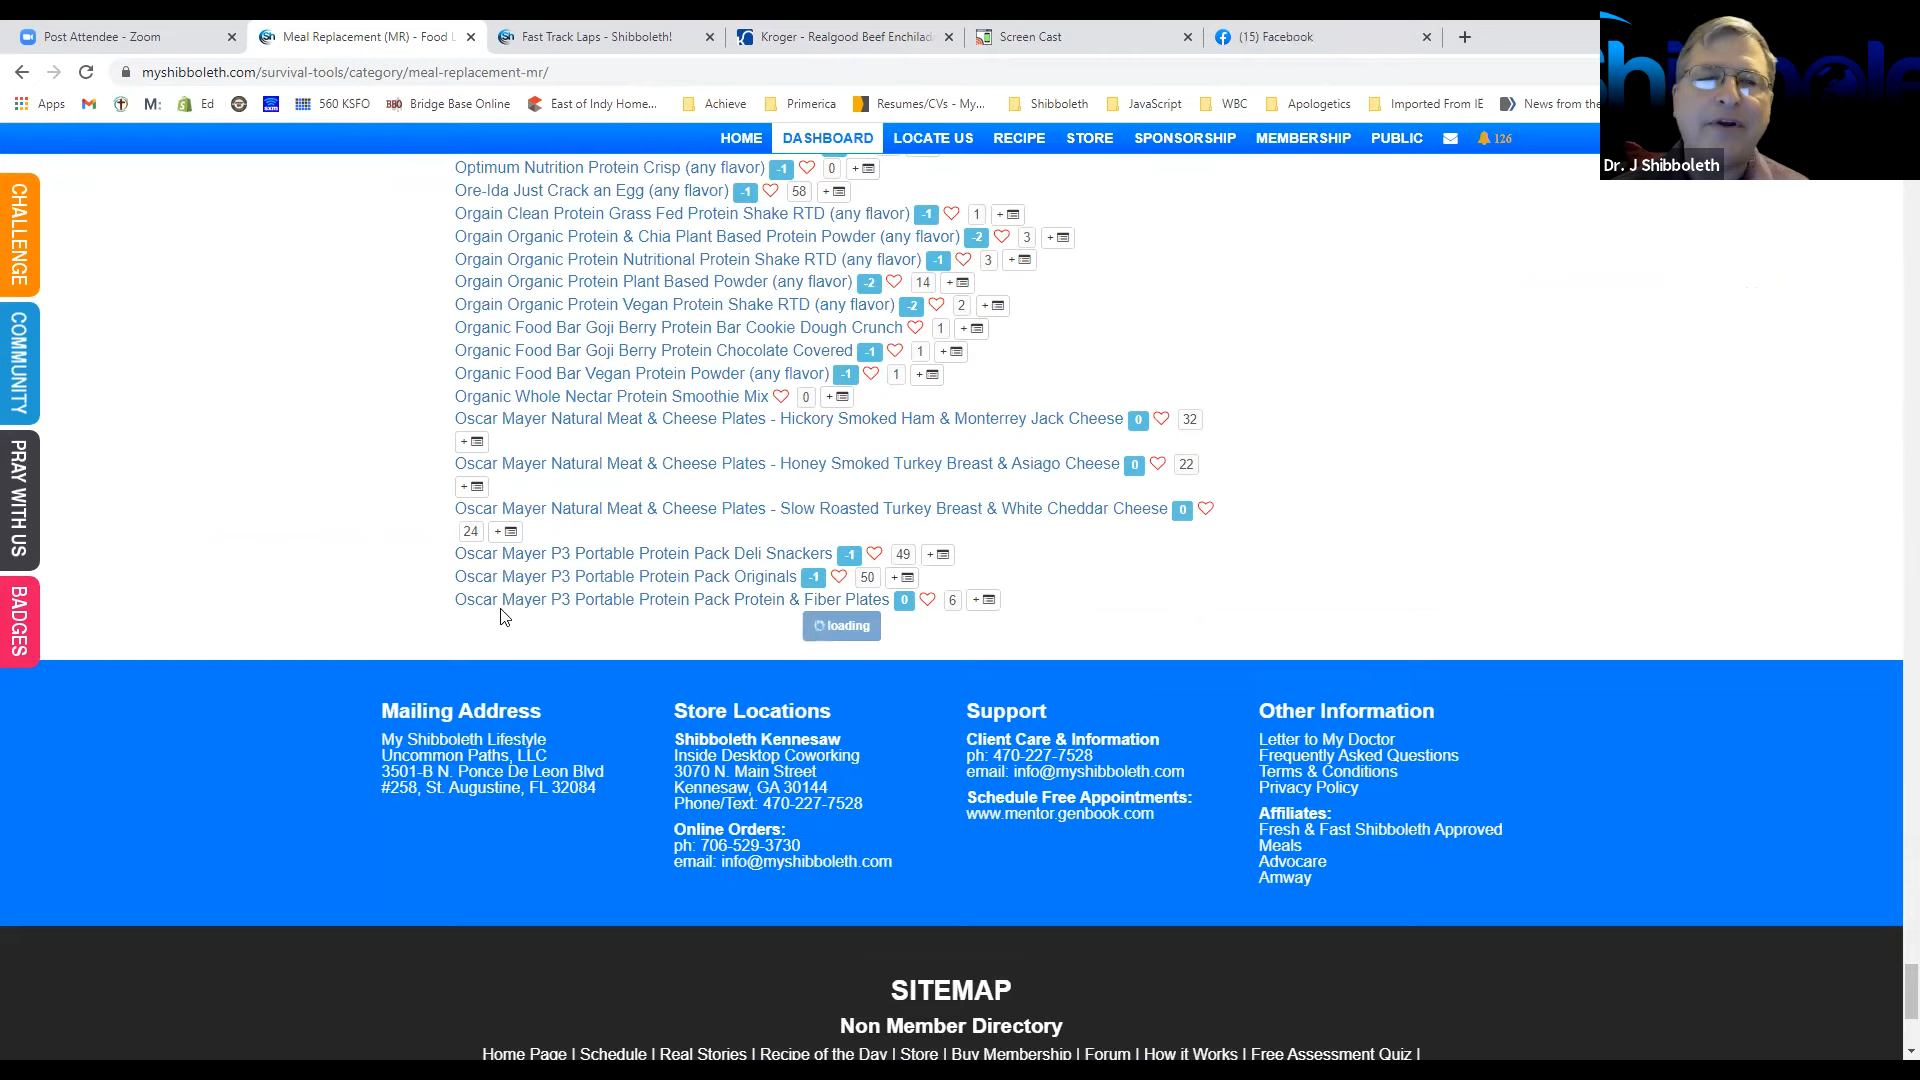 Post Attendee - Zoom
Meal Replacement (MR) - Food L
Fast Track Laps - Shibboleth!
Kroger - Realgood Beef Enchilad
Screen Cast
(15) Facebook
myshibboleth.com/survival-tools/category/meal-replacement-mr/
Apps
Ed
560 KSFO
BBO Bridge Base Online
East of Indy Home...
Achieve
Primerica
Resumes/CVs - My...
Shibboleth
JavaScript
WBC
Apologetics
Imported From IE
News from the
HOME DASHBOARD LOCATE US RECIPE STORE SPONSORSHIP MEMBERSHIP PUBLIC 126
Dr. J Shibboleth
CHALLENGE
COMMUNITY
PRAY WITH US
BADGES
Optimum Nutrition Protein Crisp (any flavor) -1 0 +
Ore-Ida Just Crack an Egg (any flavor) -1 58 +
Orgain Clean Protein Grass Fed Protein Shake RTD (any flavor) -1 1 +
Orgain Organic Protein & Chia Plant Based Protein Powder (any flavor) -2 3 +
Orgain Organic Protein Nutritional Protein Shake RTD (any flavor) -1 3 +
Orgain Organic Protein Plant Based Powder (any flavor) -2 14 +
Orgain Organic Protein Vegan Protein Shake RTD (any flavor) -2 2 +
Organic Food Bar Goji Berry Protein Bar Cookie Dough Crunch 1 +
Organic Food Bar Goji Berry Protein Chocolate Covered -1 1 +
Organic Food Bar Vegan Protein Powder (any flavor) -1 1 +
Organic Whole Nectar Protein Smoothie Mix 0 +
Oscar Mayer Natural Meat & Cheese Plates - Hickory Smoked Ham & Monterrey Jack Cheese 0 32
+
Oscar Mayer Natural Meat & Cheese Plates - Honey Smoked Turkey Breast & Asiago Cheese 0 22
+
Oscar Mayer Natural Meat & Cheese Plates - Slow Roasted Turkey Breast & White Cheddar Cheese 0
24 +
Oscar Mayer P3 Portable Protein Pack Deli Snackers -1 49 +
Oscar Mayer P3 Portable Protein Pack Originals -1 50 +
Oscar Mayer P3 Portable Protein Pack Protein & Fiber Plates 0 6 +
loading
Mailing Address
My Shibboleth Lifestyle
Uncommon Paths, LLC
3501-B N. Ponce De Leon Blvd
#258, St. Augustine, FL 32084
Store Locations
Shibboleth Kennesaw
Inside Desktop Coworking
3070 N. Main Street
Kennesaw, GA 30144
Phone/Text: 470-227-7528
Online Orders:
ph: 706-529-3730
email: info@myshibboleth.com
Support
Client Care & Information
ph: 470-227-7528
email: info@myshibboleth.com
Schedule Free Appointments:
www.mentor.genbook.com
Other Information
Letter to My Doctor
Frequently Asked Questions
Terms & Conditions
Privacy Policy
Affiliates:
Fresh & Fast Shibboleth Approved
Meals
Advocare
Amway
SITEMAP
Non Member Directory
Home Page | Schedule | Real Stories | Recipe of the Day | Store | Buy Membership | Forum | How it Works | Free Assessment Quiz |